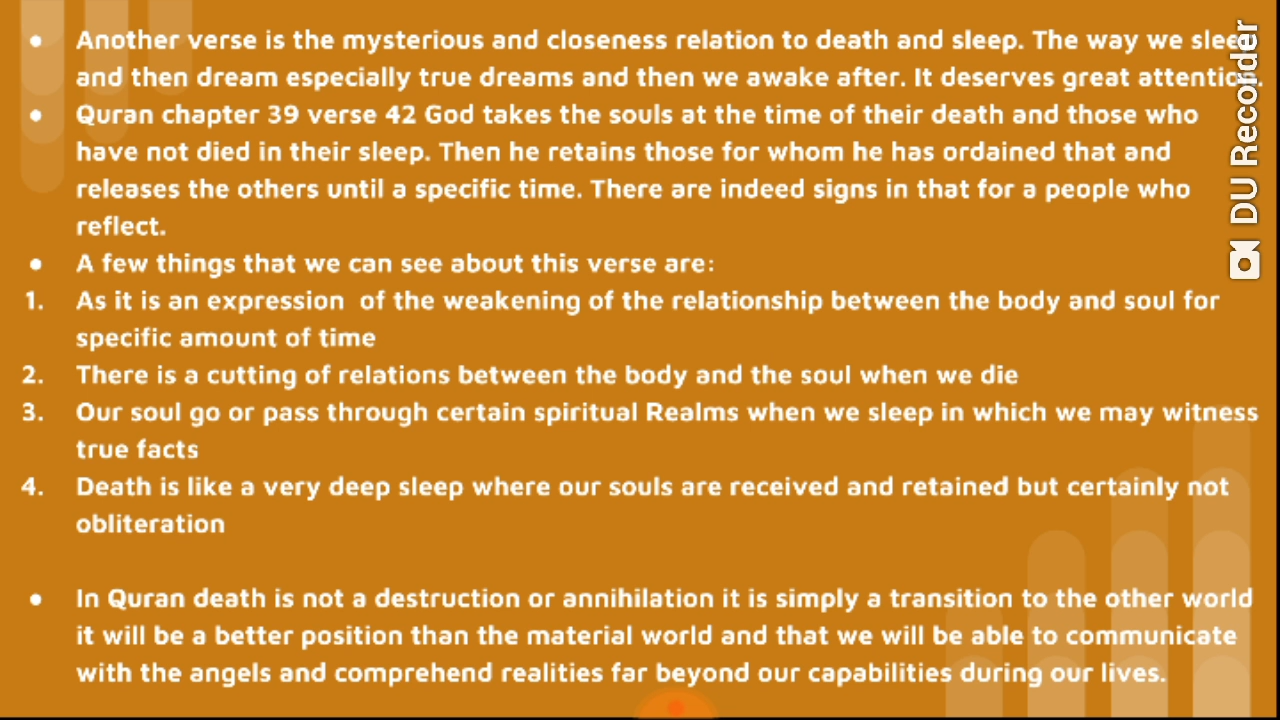 • Another verse is the mysterious and closeness relation to death and sleep. The way we sleep
and then dream especially true dreams and then we awake after. It deserves great attention.
• Quran chapter 39 verse 42 God takes the souls at the time of their death and those who
have not died in their sleep. Then he retains those for whom he has ordained that and
releases the others until a specific time. There are indeed signs in that for a people who
reflect.
• A few things that we can see about this verse are:
1. As it is an expression of the weakening of the relationship between the body and soul for
specific amount of time
2. There is a cutting of relations between the body and the soul when we die
3. Our soul go or pass through certain spiritual Realms when we sleep in which we may witness
true facts
4. Death is like a very deep sleep where our souls are received and retained but certainly not
obliteration
• In Quran death is not a destruction or annihilation it is simply a transition to the other world
it will be a better position than the material world and that we will be able to communicate
with the angels and comprehend realities far beyond our capabilities during our lives.
DU Recorder